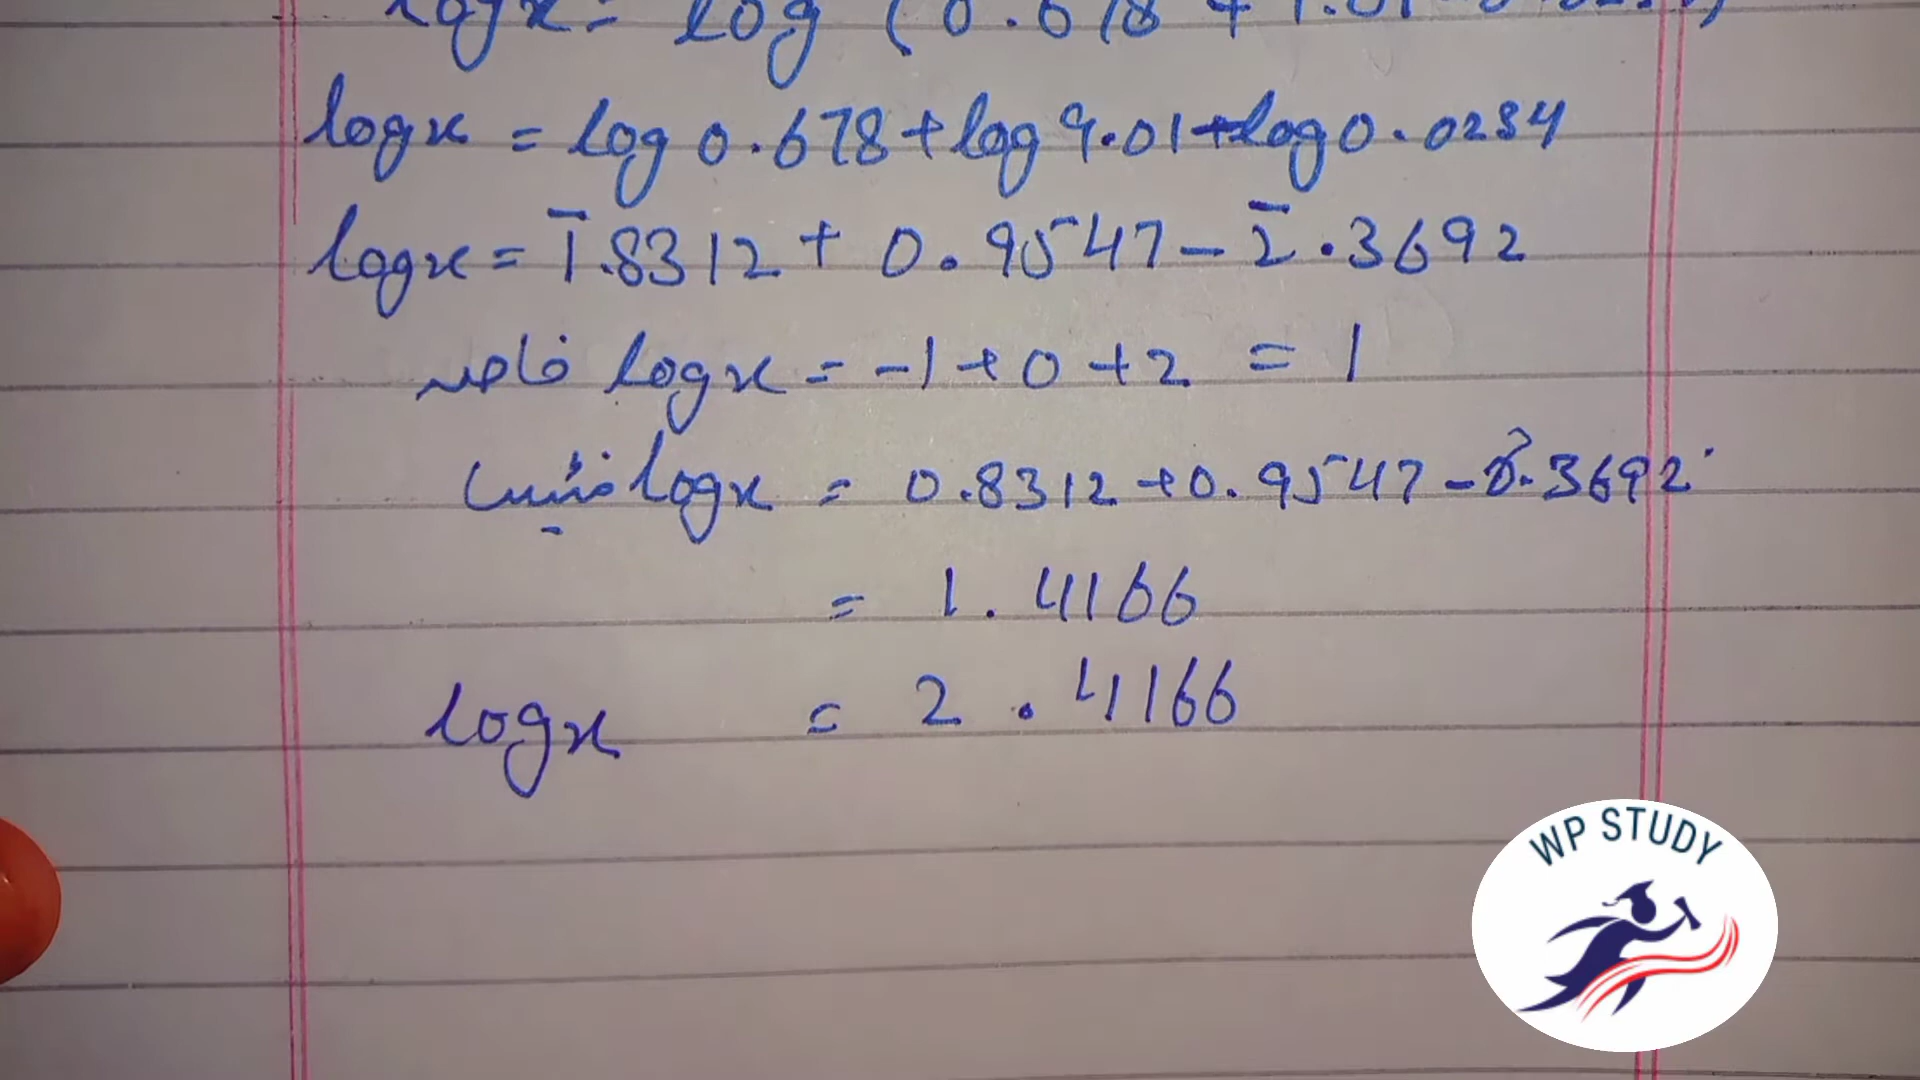 log x = log 0.678 + log 9.01 + log 0.0234
log x = 1̅.8312 + 0.9547 - 2̅.3692
خاصہ log x = -1 + 0 + 2 = 1
مینٹیسا log x = 0.8312 + 0.9547 - 0.3692
= 1.4166
log x = 2.4166
WP STUDY